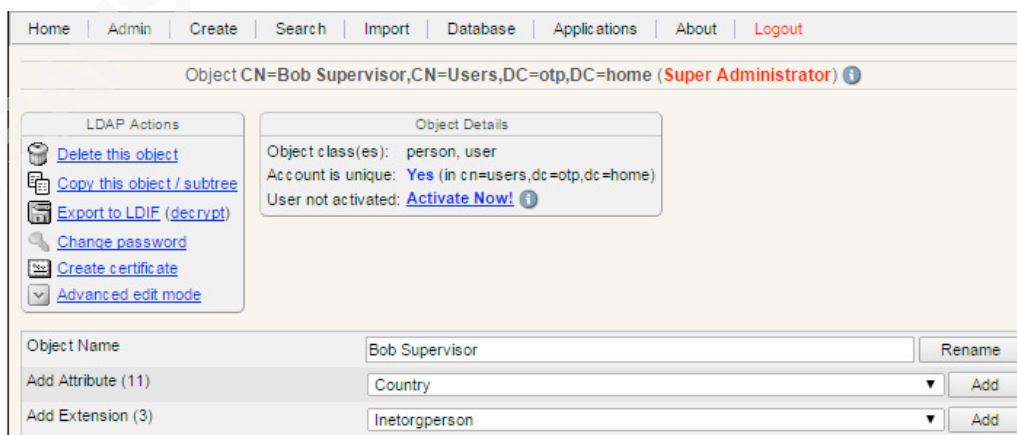 Home Admin Create Search Import Database Applications About Logout
Object CN=Bob Supervisor,CN=Users,DC=otp,DC=home (Super Administrator)
LDAP Actions
Delete this object
Copy this object / subtree
Export to LDIF (decrypt)
Change password
Create certificate
Advanced edit mode
Object Details
Object class(es): person, user
Account is unique: Yes (in cn=users,dc=otp,dc=home)
User not activated: Activate Now!
Object Name Bob Supervisor Rename
Add Attribute (11) Country Add
Add Extension (3) Inetorgperson Add